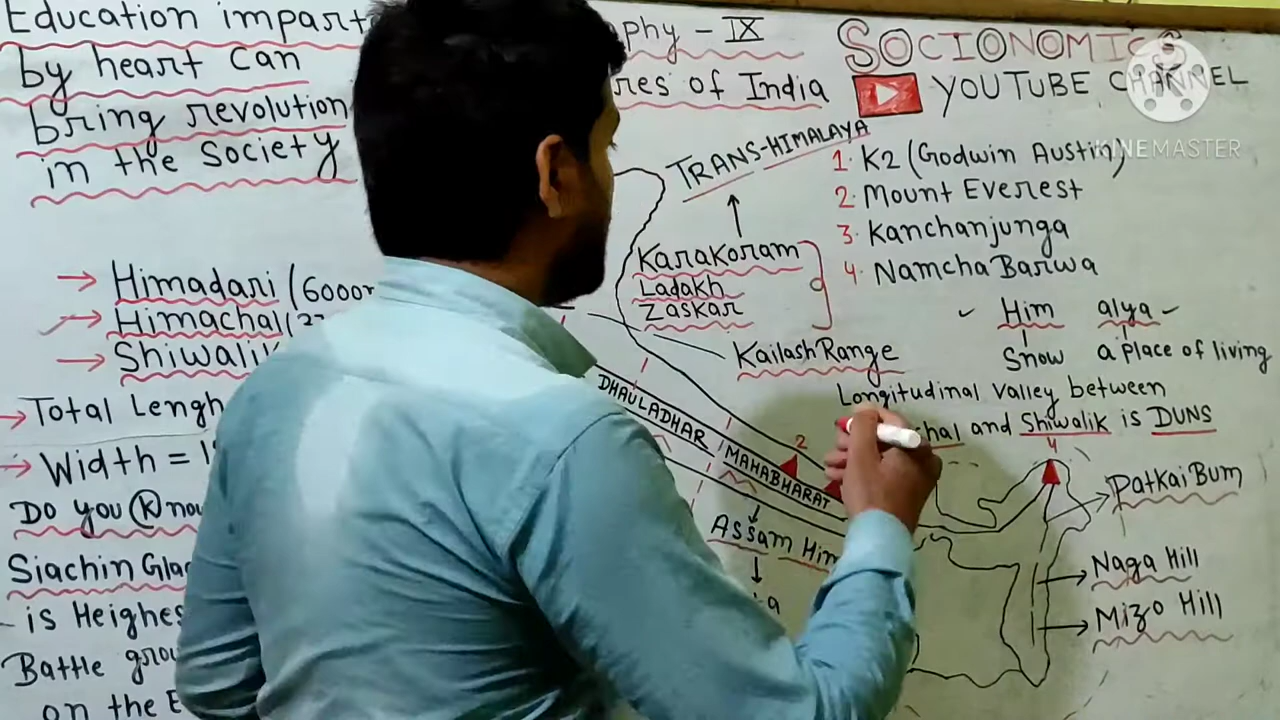 Education impart
by heart can
bring revolution
in the society
phy - IX
res of India
SOCIONOMICS
YOUTUBE CHANNEL
KINEMASTER
TRANS-HIMALAYA
1. K2 (Godwin Austin)
2. Mount Everest
3. Kanchanjunga
4. Namcha Barwa
→ Himadari (6000
→ Himachal (
→ Shiwalik
→ Total Lengh
→ Width = 1
Do you know
Siachin Gla
- is Heighes
Battle gro
on the E
Karakoram
Ladakh
Zaskar
Kailash Range
Him alya
Snow a place of living
Longitudinal valley between
chal and Shiwalik is DUNS
DHAULADHAR
MAHABHARAT
2
4
Assam Him
Patkai Bum
Naga Hill
Mizo Hill